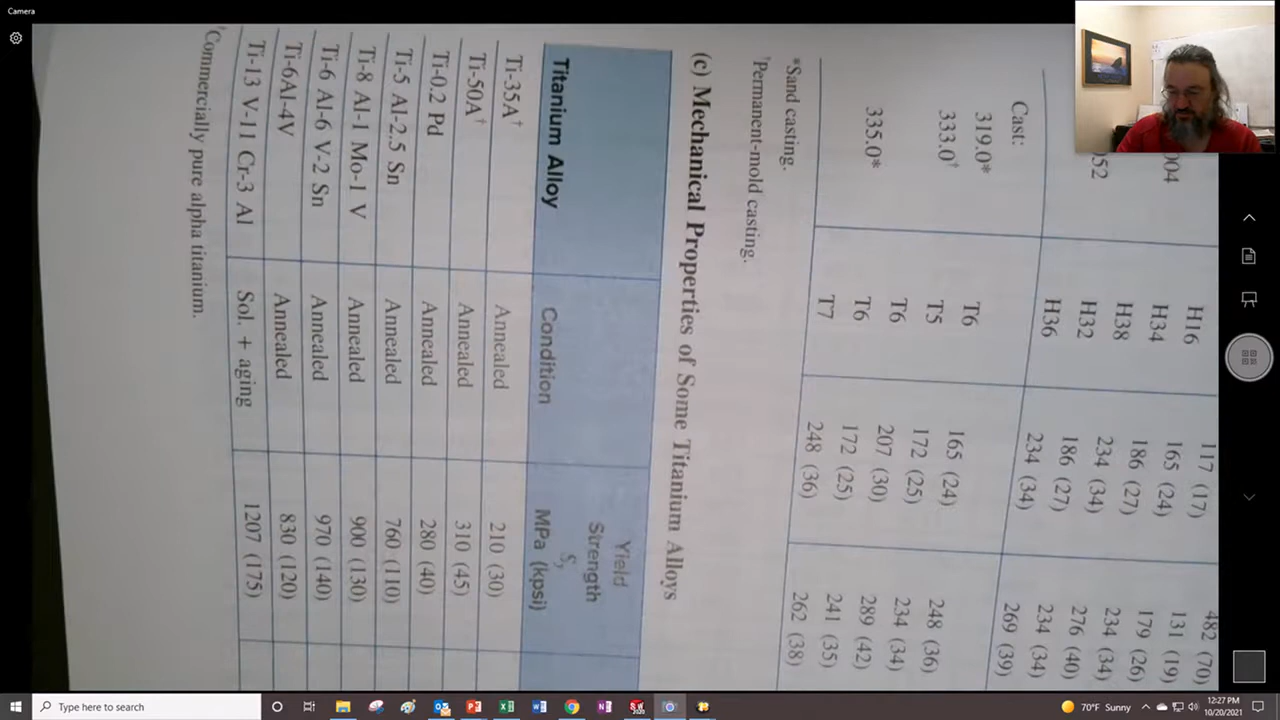 Camera
482 (70)
117 (17) 131 (19)
H16 165 (24) 179 (26)
004 H34 186 (27) 234 (34)
H38 234 (34) 276 (40)
052 H32 186 (27) 234 (34)
H36 234 (34) 269 (39)
Cast:
319.0* T6 165 (24) 248 (36)
333.0† T5 172 (25) 234 (34)
T6 207 (30) 289 (42)
335.0* T6 172 (25) 241 (35)
T7 248 (36) 262 (38)
*Sand casting.
†Permanent-mold casting.
(c) Mechanical Properties of Some Titanium Alloys
Yield
Strength
Sy
Titanium Alloy Condition MPa (kpsi)
Ti-35A† Annealed 210 (30)
Ti-50A† Annealed 310 (45)
Ti-0.2 Pd Annealed 280 (40)
Ti-5 Al-2.5 Sn Annealed 760 (110)
Ti-8 Al-1 Mo-1 V Annealed 900 (130)
Ti-6 Al-6 V-2 Sn Annealed 970 (140)
Ti-6Al-4V Annealed 830 (120)
Ti-13 V-11 Cr-3 Al Sol. + aging 1207 (175)
†Commercially pure alpha titanium.
Type here to search
70°F Sunny
12:27 PM
10/20/2021